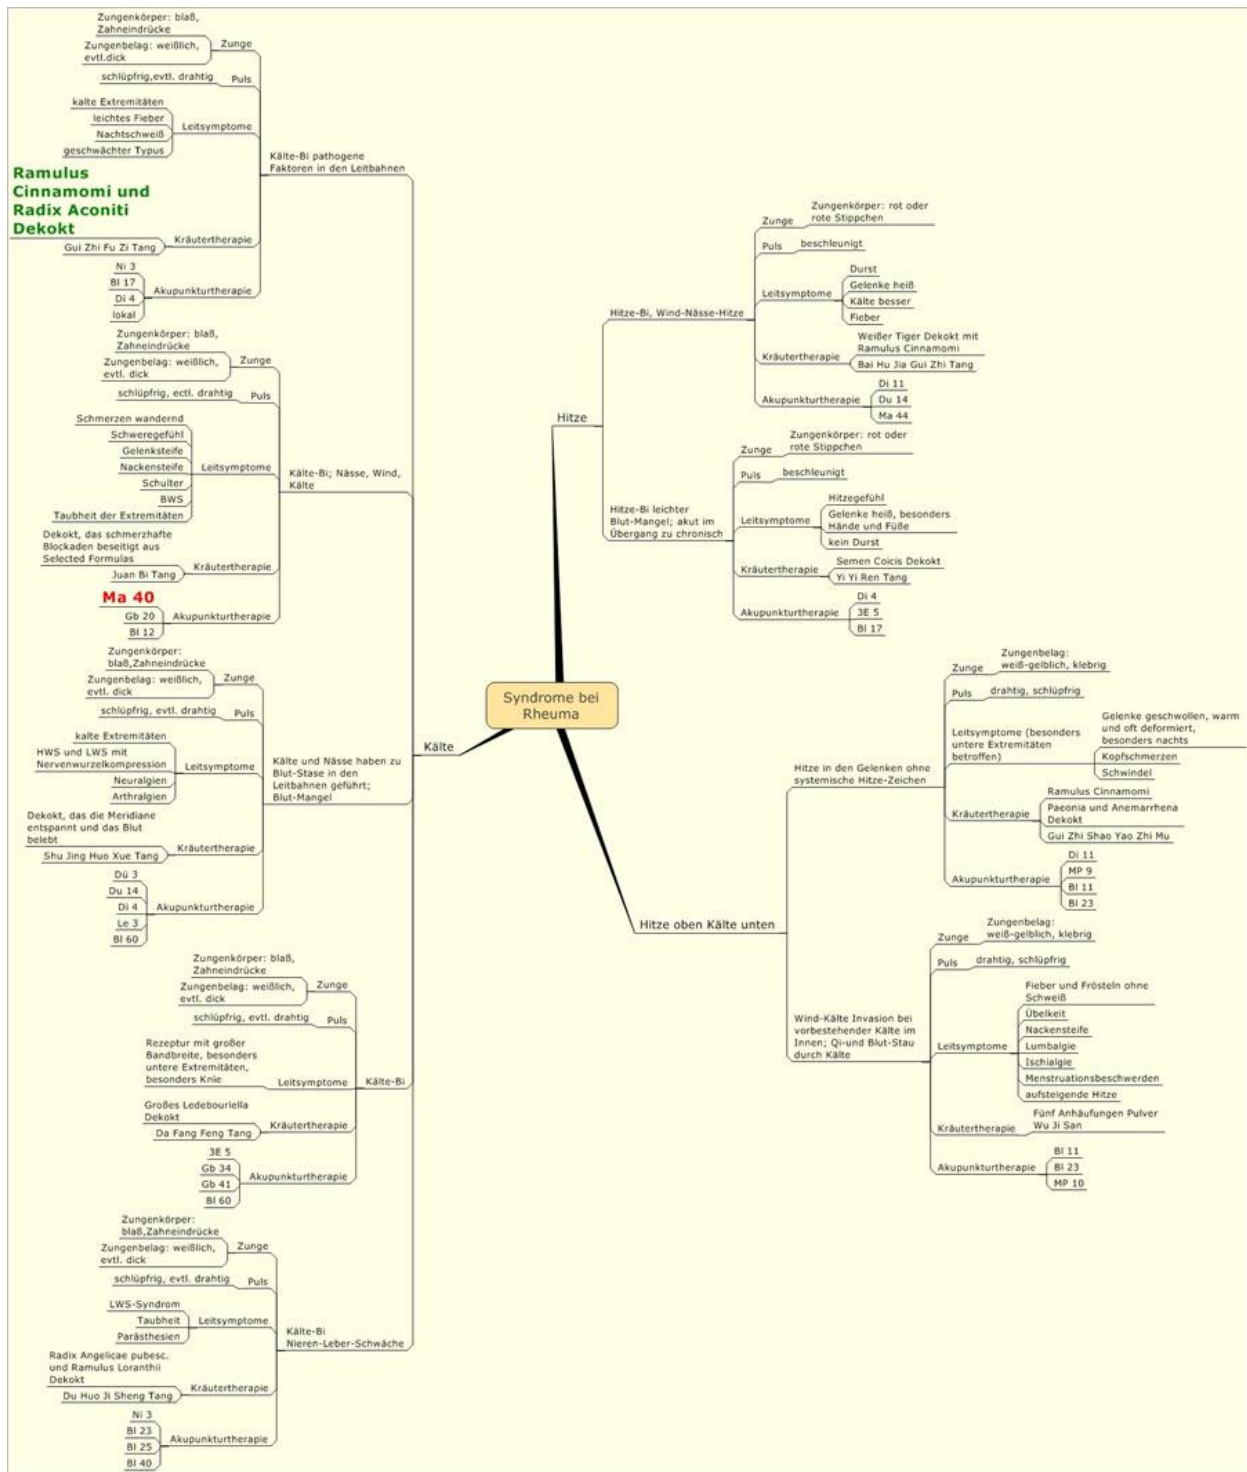 Syndrome bei
Rheuma
Kälte
Kälte-Bi pathogene
Faktoren in den Leitbahnen
Zunge
Zungenkörper: blaß,
Zahneindrücke
Zungenbelag: weißlich,
evtl.dick
Puls
schlüpfrig,evtl. drahtig
Leitsymptome
kalte Extremitäten
leichtes Fieber
Nachtschweiß
geschwächter Typus
Kräutertherapie
Ramulus
Cinnamomi und
Radix Aconiti
Dekokt
Gui Zhi Fu Zi Tang
Akupunkturtherapie
Ni 3
Bl 17
Di 4
lokal
Kälte-Bi; Nässe, Wind,
Kälte
Zunge
Zungenkörper: blaß,
Zahneindrücke
Zungenbelag: weißlich,
evtl. dick
Puls
schlüpfrig, ectl. drahtig
Leitsymptome
Schmerzen wandernd
Schweregefühl
Gelenksteife
Nackensteife
Schulter
BWS
Taubheit der Extremitäten
Kräutertherapie
Dekokt, das schmerzhafte
Blockaden beseitigt aus
Selected Formulas
Juan Bi Tang
Akupunkturtherapie
Ma 40
Gb 20
Bl 12
Kälte und Nässe haben zu
Blut-Stase in den
Leitbahnen geführt;
Blut-Mangel
Zunge
Zungenkörper:
blaß,Zahneindrücke
Zungenbelag: weißlich,
evtl. dick
Puls
schlüpfrig, evtl. drahtig
Leitsymptome
kalte Extremitäten
HWS und LWS mit
Nervenwurzelkompression
Neuralgien
Arthralgien
Kräutertherapie
Dekokt, das die Meridiane
entspannt und das Blut
belebt
Shu Jing Huo Xue Tang
Akupunkturtherapie
Dü 3
Du 14
Di 4
Le 3
Bl 60
Kälte-Bi
Zunge
Zungenkörper: blaß,
Zahneindrücke
Zungenbelag: weißlich,
evtl. dick
Puls
schlüpfrig, evtl. drahtig
Leitsymptome
Rezeptur mit großer
Bandbreite, besonders
untere Extremitäten,
besonders Knie
Kräutertherapie
Großes Ledebouriella
Dekokt
Da Fang Feng Tang
Akupunkturtherapie
3E 5
Gb 34
Gb 41
Bl 60
Kälte-Bi
Nieren-Leber-Schwäche
Zunge
Zungenkörper:
blaß,Zahneindrücke
Zungenbelag: weißlich,
evtl. dick
Puls
schlüpfrig, evtl. drahtig
Leitsymptome
LWS-Syndrom
Taubheit
Parästhesien
Kräutertherapie
Radix Angelicae pubesc.
und Ramulus Loranthii
Dekokt
Du Huo Ji Sheng Tang
Akupunkturtherapie
Ni 3
Bl 23
Bl 25
Bl 40
Hitze
Hitze-Bi, Wind-Nässe-Hitze
Zunge
Zungenkörper: rot oder
rote Stippchen
Puls
beschleunigt
Leitsymptome
Durst
Gelenke heiß
Kälte besser
Fieber
Kräutertherapie
Weißer Tiger Dekokt mit
Ramulus Cinnamomi
Bai Hu Jia Gui Zhi Tang
Akupunkturtherapie
Di 11
Du 14
Ma 44
Hitze-Bi leichter
Blut-Mangel; akut im
Übergang zu chronisch
Zunge
Zungenkörper: rot oder
rote Stippchen
Puls
beschleunigt
Leitsymptome
Hitzegefühl
Gelenke heiß, besonders
Hände und Füße
kein Durst
Kräutertherapie
Semen Coicis Dekokt
Yi Yi Ren Tang
Akupunkturtherapie
Di 4
3E 5
Bl 17
Hitze oben Kälte unten
Hitze in den Gelenken ohne
systemische Hitze-Zeichen
Zunge
Zungenbelag:
weiß-gelblich, klebrig
Puls
drahtig, schlüpfrig
Leitsymptome (besonders
untere Extremitäten
betroffen)
Gelenke geschwollen, warm
und oft deformiert,
besonders nachts
Kopfschmerzen
Schwindel
Kräutertherapie
Ramulus Cinnamomi
Paeonia und Anemarrhena
Dekokt
Gui Zhi Shao Yao Zhi Mu
Akupunkturtherapie
Di 11
MP 9
Bl 11
Bl 23
Wind-Kälte Invasion bei
vorbestehender Kälte im
Innen; Qi-und Blut-Stau
durch Kälte
Zunge
Zungenbelag:
weiß-gelblich, klebrig
Puls
drahtig, schlüpfrig
Leitsymptome
Fieber und Frösteln ohne
Schweiß
Übelkeit
Nackensteife
Lumbalgie
Ischialgie
Menstruationsbeschwerden
aufsteigende Hitze
Kräutertherapie
Fünf Anhäufungen Pulver
Wu Ji San
Akupunkturtherapie
Bl 11
Bl 23
MP 10